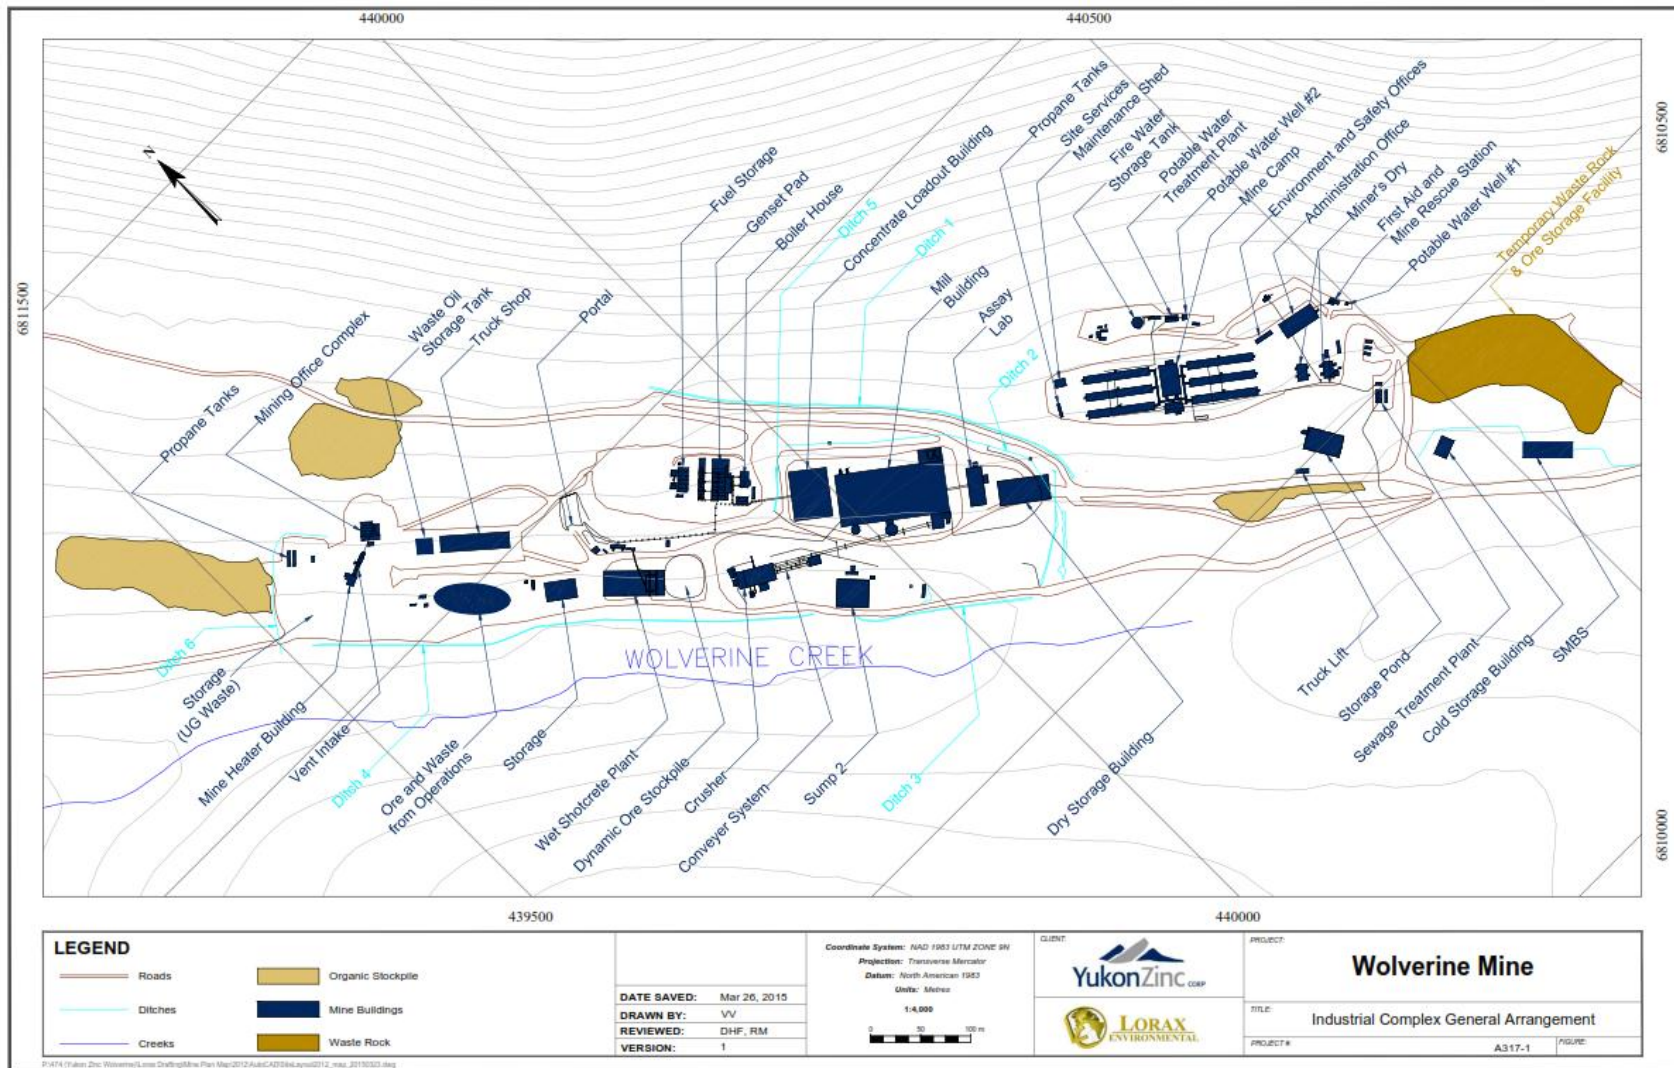 440000
440500
6811500
6810500
6810000
439500
440000
N
Propane Tanks
Mining Office Complex
Waste Oil
Storage Tank
Truck Shop
Portal
Fuel Storage
Genset Pad
Boiler House
Ditch 5
Concentrate Loadout Building
Ditch 1
Mill
Building
Assay
Lab
Ditch 2
Propane Tanks
Site Services
Maintenance Shed
Fire Water
Storage Tank
Potable Water
Treatment Plant
Potable Water Well #2
Mine Camp
Environment and Safety Offices
Administration Office
Miner's Dry
First Aid and
Mine Rescue Station
Potable Water Well #1
Temporary Waste Rock
& Ore Storage Facility
WOLVERINE CREEK
Ditch 6
Storage
(UG Waste)
Mine Heater Building
Vent Intake
Ditch 4
Ore and Waste
from Operations
Storage
Wet Shotcrete Plant
Dynamic Ore Stockpile
Crusher
Conveyer System
Sump 2
Ditch 3
Dry Storage Building
Truck Lift
Storage Pond
Sewage Treatment Plant
Cold Storage Building
SMBS
LEGEND
Roads
Organic Stockpile
Ditches
Mine Buildings
Creeks
Waste Rock
DATE SAVED: Mar 26, 2015
DRAWN BY: VV
REVIEWED: DHF, RM
VERSION: 1
Coordinate System: NAD 1983 UTM ZONE 9N
Projection: Transverse Mercator
Datum: North American 1983
Units: Metres
1:4,000
0 50 100 m
CLIENT:
YukonZinc CORP
LORAX
ENVIRONMENTAL
PROJECT:
Wolverine Mine
TITLE:
Industrial Complex General Arrangement
PROJECT #:
A317-1
FIGURE: